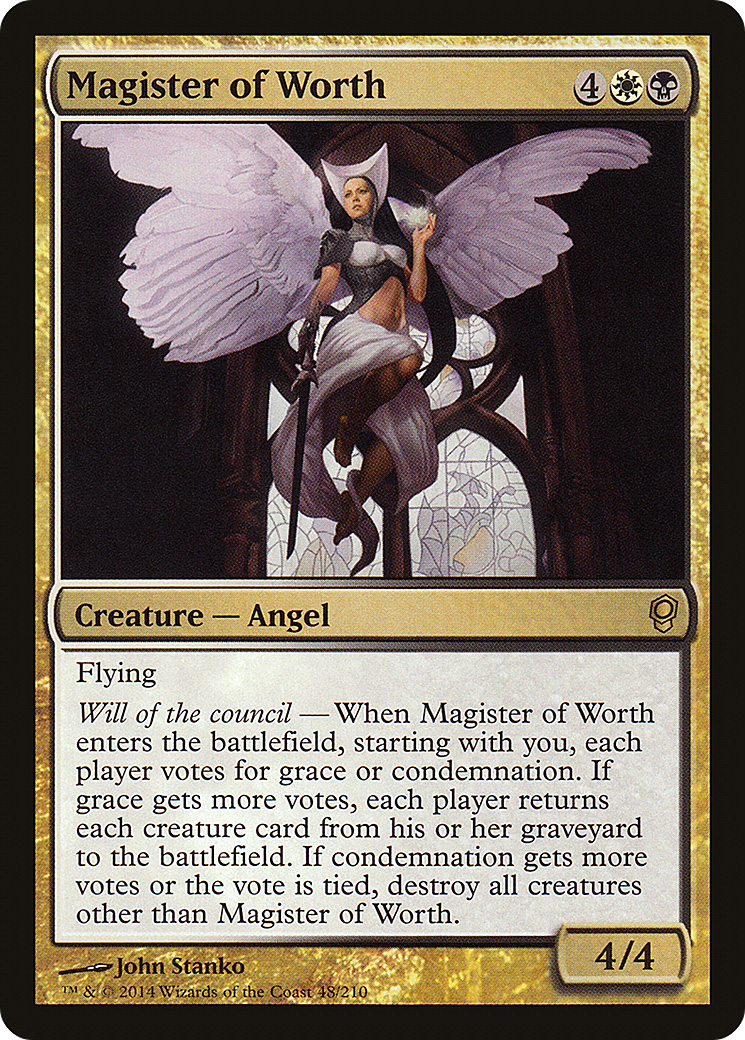 Magister of Worth 4
Creature — Angel
Flying
Will of the council — When Magister of Worth
enters the battlefield, starting with you, each
player votes for grace or condemnation. If
grace gets more votes, each player returns
each creature card from his or her graveyard
to the battlefield. If condemnation gets more
votes or the vote is tied, destroy all creatures
other than Magister of Worth.
4/4
John Stanko
™ & © 2014 Wizards of the Coast 48/210